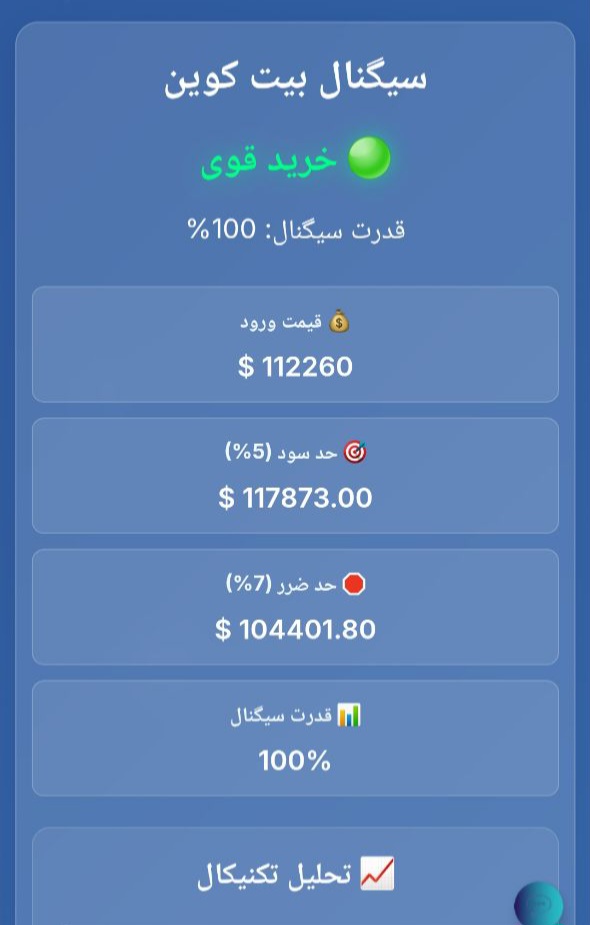 سیگنال بیت کوین
🟢 خرید قوی
قدرت سیگنال: 100%
💰 قیمت ورود
$ 112260
🎯 حد سود (5%)
$ 117873.00
🛑 حد ضرر (7%)
$ 104401.80
📊 قدرت سیگنال
100%
📈 تحلیل تکنیکال